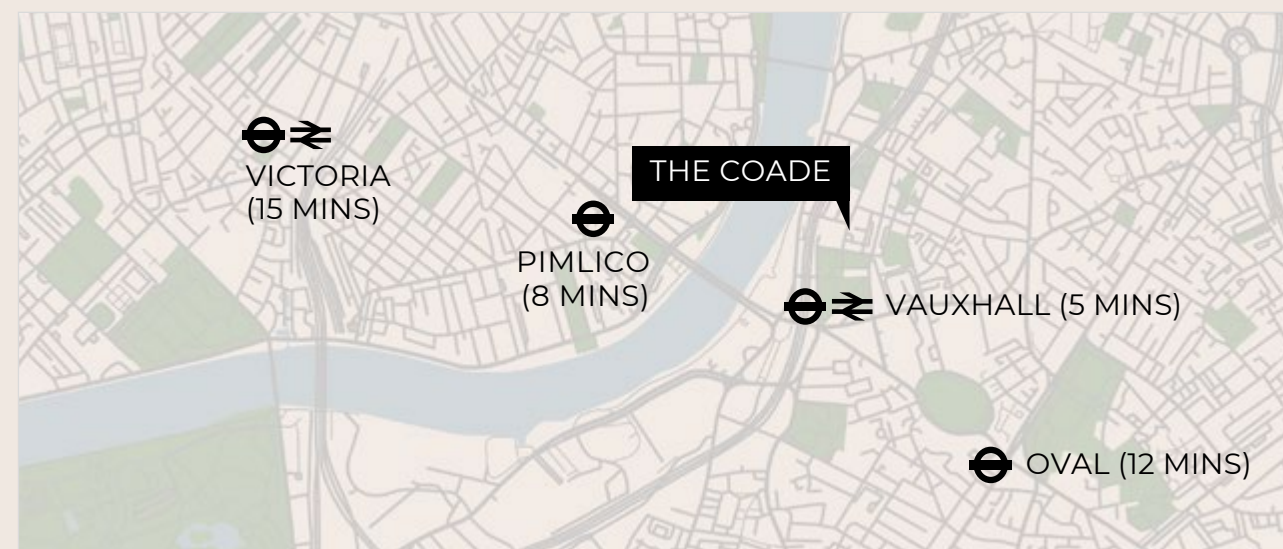 THE COADE
VICTORIA
(15 MINS)
PIMLICO
(8 MINS)
VAUXHALL (5 MINS)
OVAL (12 MINS)